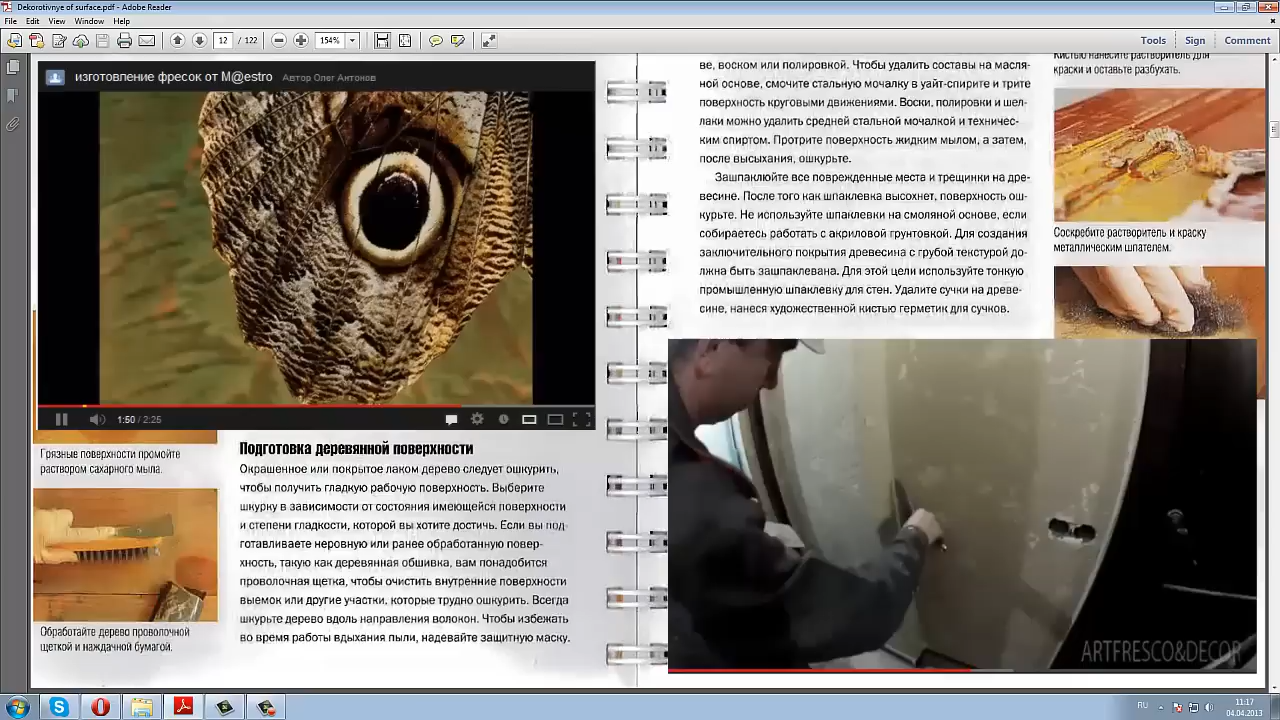 Dekorotivnye of surface.pdf - Adobe Reader
File Edit View Window Help
12 / 122
154%
Tools Sign Comment
изготовление фресок от M@estro Автор Олег Антонов
1:50 / 2:25
Грязные поверхности промойте
раствором сахарного мыла.
Обработайте дерево проволочной
щеткой и наждачной бумагой.
Подготовка деревянной поверхности
Окрашенное или покрытое лаком дерево следует ошкурить,
чтобы получить гладкую рабочую поверхность. Выберите
шкурку в зависимости от состояния имеющейся поверхности
и степени гладкости, которой вы хотите достичь. Если вы под-
готавливаете неровную или ранее обработанную повер-
хность, такую как деревянная обшивка, вам понадобится
проволочная щетка, чтобы очистить внутренние поверхности
выемок или другие участки, которые трудно ошкурить. Всегда
шкурьте дерево вдоль направления волокон. Чтобы избежать
во время работы вдыхания пыли, надевайте защитную маску.
ве, воском или полировкой. Чтобы удалить составы на масля-
ной основе, смочите стальную мочалку в уайт-спирите и трите
поверхность круговыми движениями. Воски, полировки и шел-
лаки можно удалить средней стальной мочалкой и техничес-
ким спиртом. Протрите поверхность жидким мылом, а затем,
после высыхания, ошкурьте.
Зашпаклюйте все поврежденные места и трещинки на дре-
весине. После того как шпаклевка высохнет, поверхность ош-
курьте. Не используйте шпаклевки на смоляной основе, если
собираетесь работать с акриловой грунтовкой. Для создания
заключительного покрытия древесина с грубой текстурой до-
лжна быть зашпаклевана. Для этой цели используйте тонкую
промышленную шпаклевку для стен. Удалите сучки на древе-
сине, нанеся художественной кистью герметик для сучков.
Кистью нанесите растворитель для
краски и оставьте разбухать.
Соскребите растворитель и краску
металлическим шпателем.
ARTFRESCO&DECOR
RU
11:17
04.04.2013